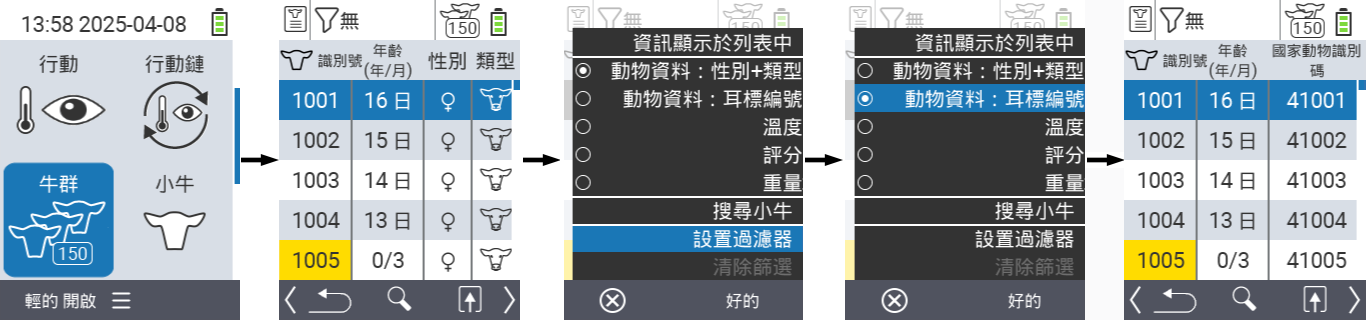 13:58 2025-04-08
行動
行動鏈
牛群
小牛
150
輕的 開啟
無
150
識別號
年齡
(年/月)
性別
類型
1001 16 日
1002 15 日
1003 14 日
1004 13 日
1005 0/3
無
150
資訊顯示於列表中
動物資料：性別+類型
動物資料：耳標編號
溫度
評分
重量
搜尋小牛
設置過濾器
清除篩選
好的
無
150
資訊顯示於列表中
動物資料：性別+類型
動物資料：耳標編號
溫度
評分
重量
搜尋小牛
設置過濾器
清除篩選
好的
無
150
識別號
年齡
(年/月)
國家動物識別
碼
1001 16 日 41001
1002 15 日 41002
1003 14 日 41003
1004 13 日 41004
1005 0/3 41005